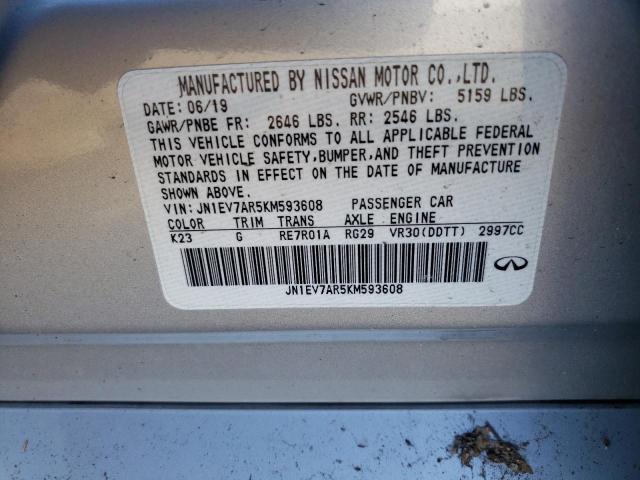 MANUFACTURED BY NISSAN MOTOR CO.,LTD.
DATE: 06/19 GVWR/PNBV: 5159 LBS.
GAWR/PNBE FR: 2646 LBS. RR: 2546 LBS.
THIS VEHICLE CONFORMS TO ALL APPLICABLE FEDERAL
MOTOR VEHICLE SAFETY,BUMPER,AND THEFT PREVENTION
STANDARDS IN EFFECT ON THE DATE OF MANUFACTURE
SHOWN ABOVE.
VIN: JN1EV7AR5KM593608 PASSENGER CAR
COLOR TRIM TRANS AXLE ENGINE
K23 G RE7R01A RG29 VR30(DDTT) 2997CC
JN1EV7AR5KM593608